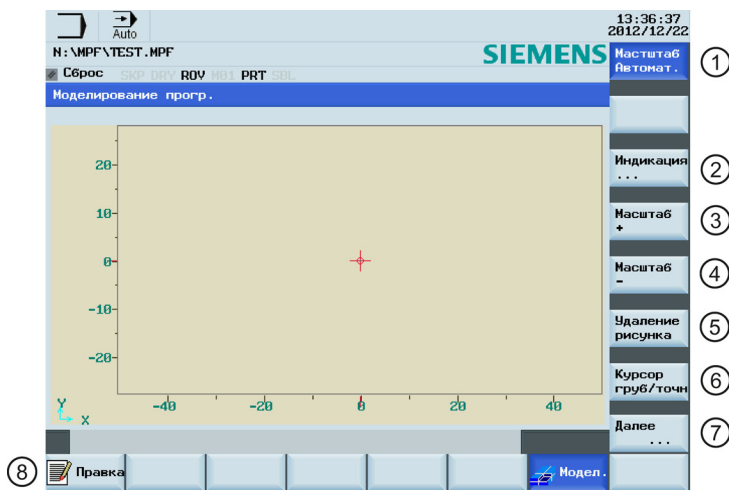 Auto
13:36:37
2012/12/22
N:\MPF\TEST.MPF
SIEMENS
Сброс SKP DRY ROV M01 PRT SBL
Моделирование прогр.
Мастштаб
Автомат.
1
Индикация
...
2
Масштаб
+
3
Масштаб
-
4
Удаление
рисунка
5
Курсор
груб/точн
6
Далее
...
7
20
10
0
-10
-20
Y
X
-40
-20
0
20
40
8
Правка
Модел.